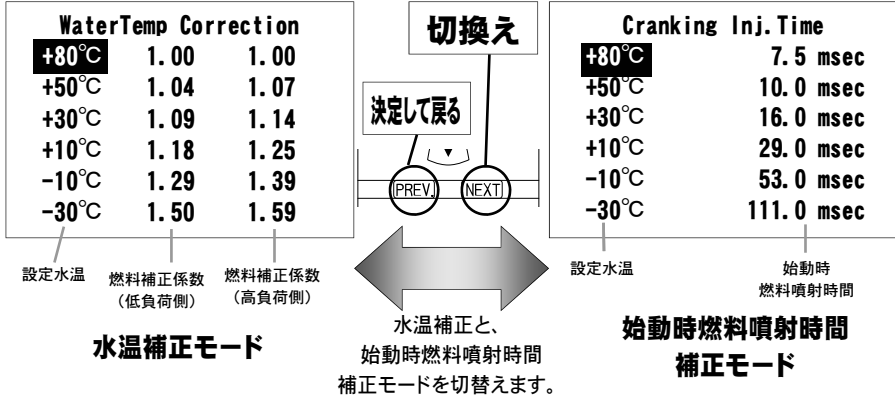 WaterTemp Correction
+80℃ 1.00 1.00
+50℃ 1.04 1.07
+30℃ 1.09 1.14
+10℃ 1.18 1.25
-10℃ 1.29 1.39
-30℃ 1.50 1.59
設定水温
燃料補正係数
（低負荷側）
燃料補正係数
（高負荷側）
水温補正モード
切換え
決定して戻る
▼
PREV.
NEXT
水温補正と、
始動時燃料噴射時間
補正モードを切替えます。
Cranking Inj.Time
+80℃ 7.5 msec
+50℃ 10.0 msec
+30℃ 16.0 msec
+10℃ 29.0 msec
-10℃ 53.0 msec
-30℃ 111.0 msec
設定水温
始動時
燃料噴射時間
始動時燃料噴射時間
補正モード